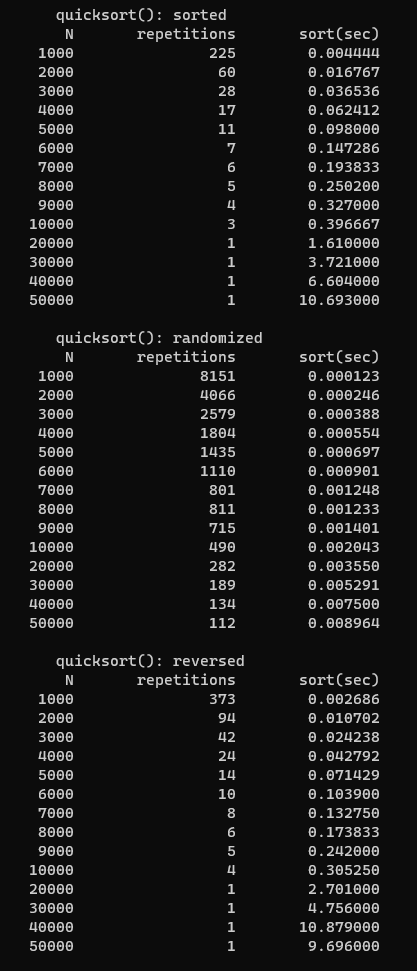 quicksort(): sorted
N repetitions sort(sec)
1000 225 0.004444
2000 60 0.016767
3000 28 0.036536
4000 17 0.062412
5000 11 0.098000
6000 7 0.147286
7000 6 0.193833
8000 5 0.250200
9000 4 0.327000
10000 3 0.396667
20000 1 1.610000
30000 1 3.721000
40000 1 6.604000
50000 1 10.693000
quicksort(): randomized
N repetitions sort(sec)
1000 8151 0.000123
2000 4066 0.000246
3000 2579 0.000388
4000 1804 0.000554
5000 1435 0.000697
6000 1110 0.000901
7000 801 0.001248
8000 811 0.001233
9000 715 0.001401
10000 490 0.002043
20000 282 0.003550
30000 189 0.005291
40000 134 0.007500
50000 112 0.008964
quicksort(): reversed
N repetitions sort(sec)
1000 373 0.002686
2000 94 0.010702
3000 42 0.024238
4000 24 0.042792
5000 14 0.071429
6000 10 0.103900
7000 8 0.132750
8000 6 0.173833
9000 5 0.242000
10000 4 0.305250
20000 1 2.701000
30000 1 4.756000
40000 1 10.879000
50000 1 9.696000